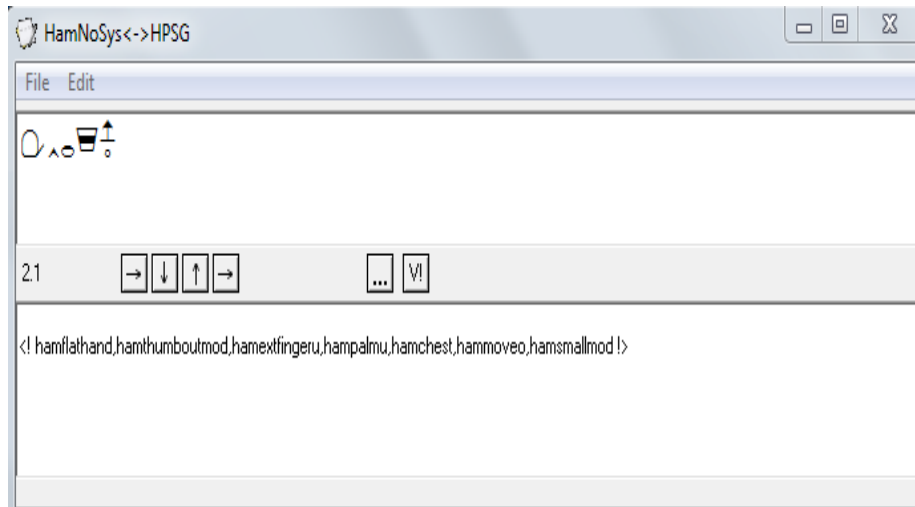 HamNoSys<->HPSG
File Edit
2.1 → ↓ ↑ → ... V!
<! hamflathand,hamthumboutmod,hamextfingeru,hampalmu,hamchest,hammoveo,hamsmallmod !>